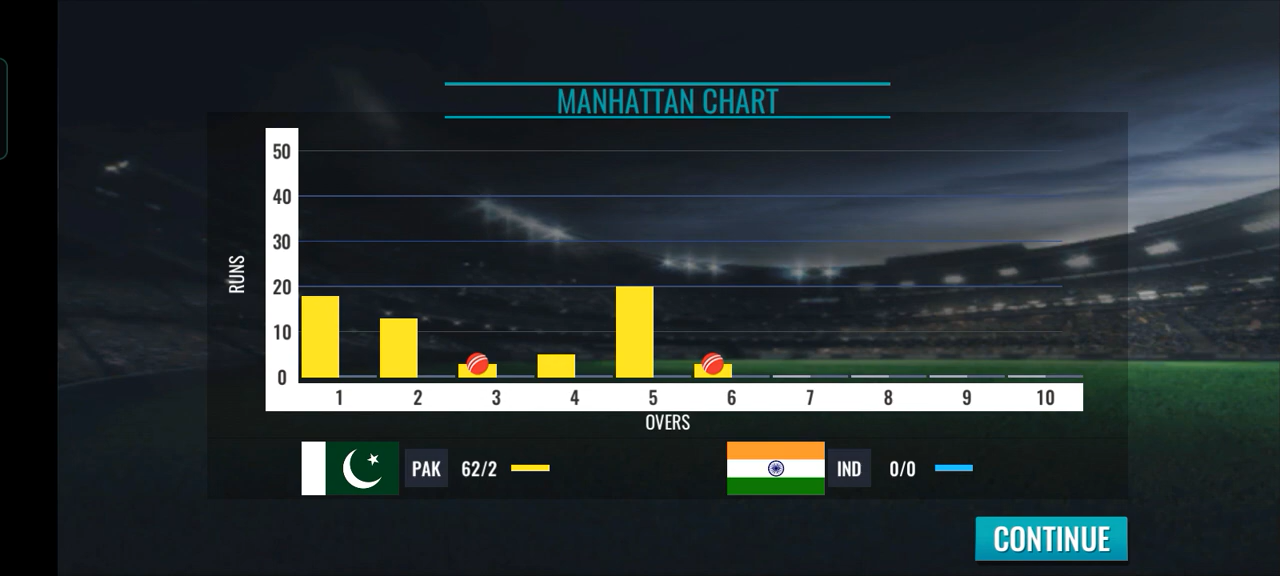 MANHATTAN CHART
50
40
30
20
10
0
RUNS
1 2 3 4 5 6 7 8 9 10
OVERS
PAK 62/2 IND 0/0
CONTINUE